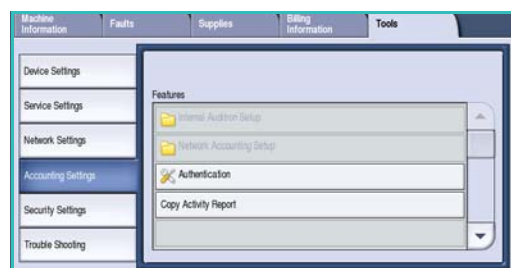 Machine Information
Faults
Supplies
Billing Information
Tools
Device Settings
Service Settings
Network Settings
Accounting Settings
Security Settings
Trouble Shooting
Features
Internal Auditron Setup
Network Accounting Setup
Authentication
Copy Activity Report